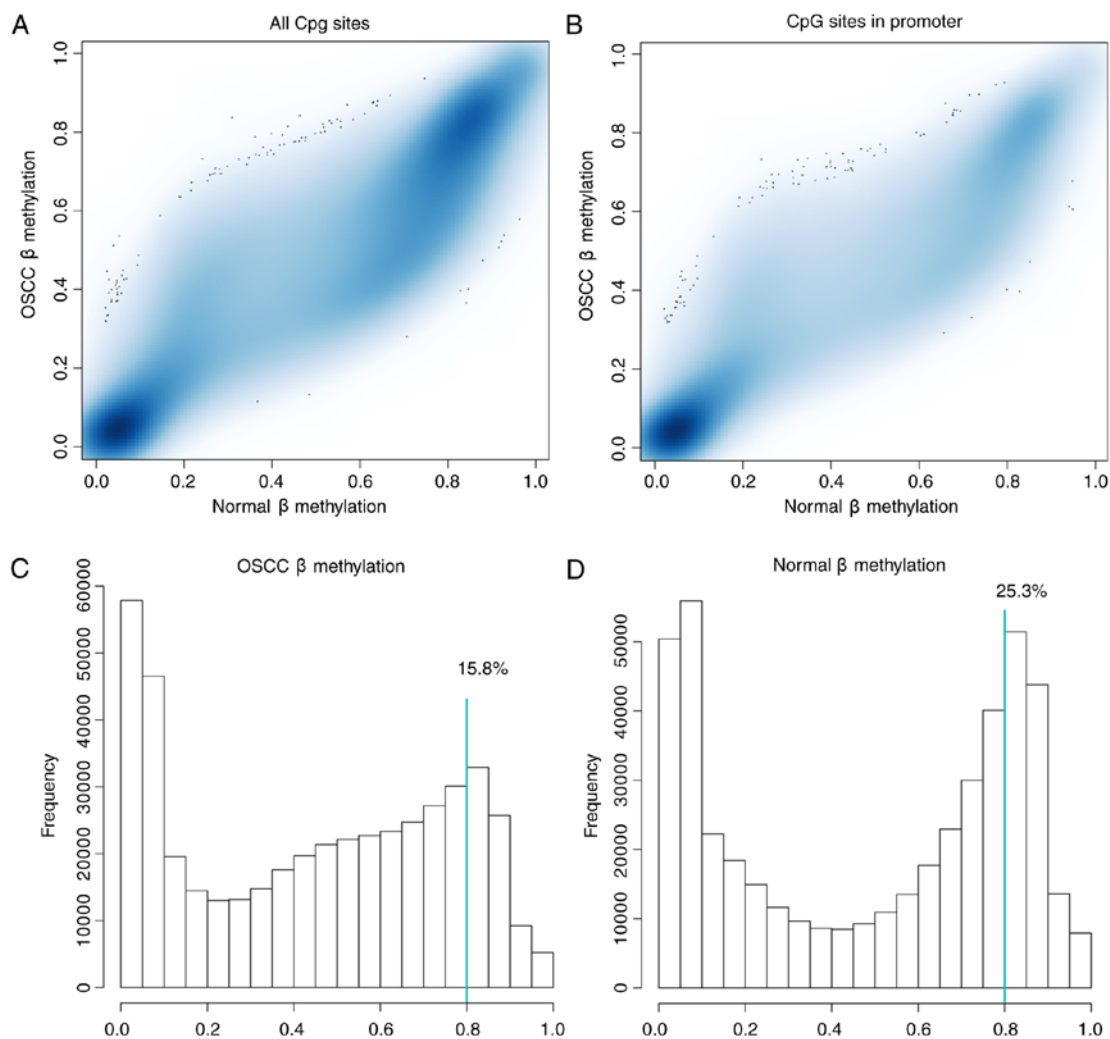 A
All Cpg sites
OSCC β methylation
1.0
0.8
0.6
0.4
0.2
0.0
0.0 0.2 0.4 0.6 0.8 1.0
Normal β methylation
B
CpG sites in promoter
OSCC β methylation
1.0
0.8
0.6
0.4
0.2
0.0
0.0 0.2 0.4 0.6 0.8 1.0
Normal β methylation
C
OSCC β methylation
15.8%
Frequency
60000
50000
40000
30000
20000
10000
0
0.0 0.2 0.4 0.6 0.8 1.0
D
Normal β methylation
25.3%
Frequency
50000
40000
30000
20000
10000
0
0.0 0.2 0.4 0.6 0.8 1.0